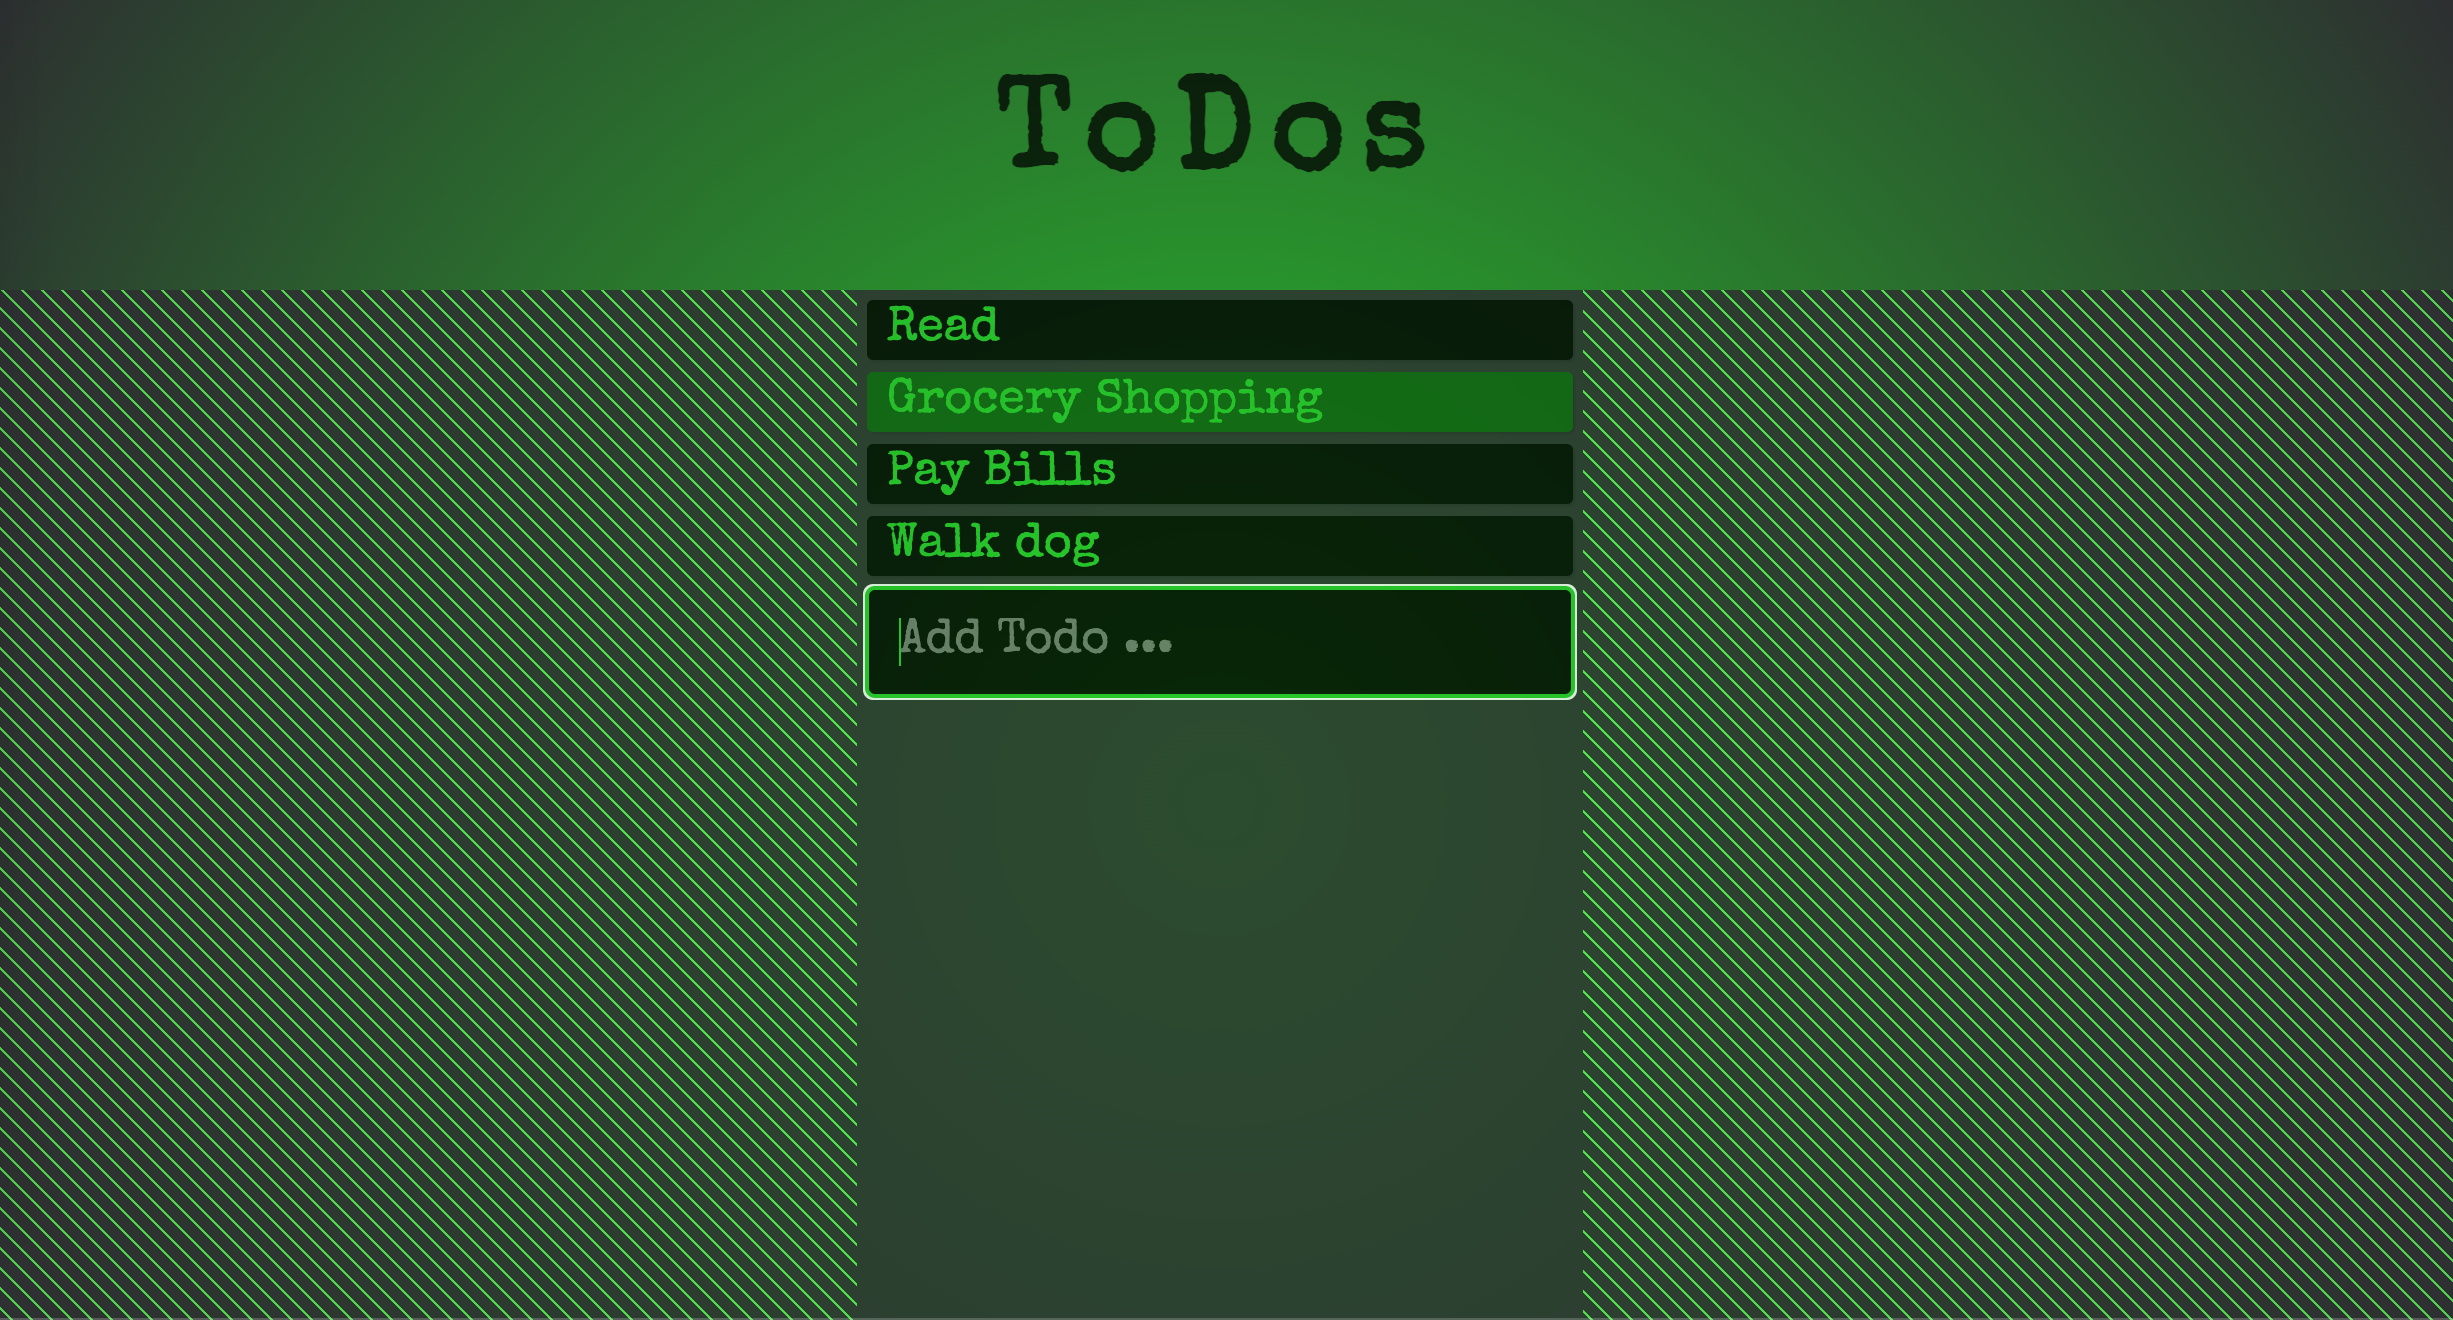 ToDos
Read
Grocery Shopping
Pay Bills
Walk dog
Add Todo ...